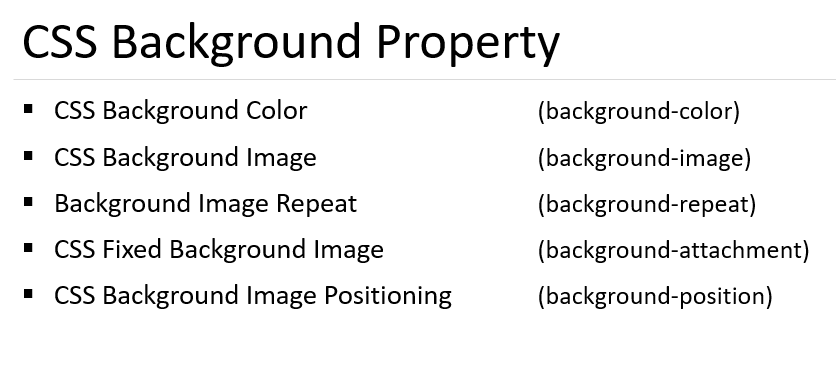 CSS Background Property
▪ CSS Background Color (background-color)
▪ CSS Background Image (background-image)
▪ Background Image Repeat (background-repeat)
▪ CSS Fixed Background Image (background-attachment)
▪ CSS Background Image Positioning (background-position)